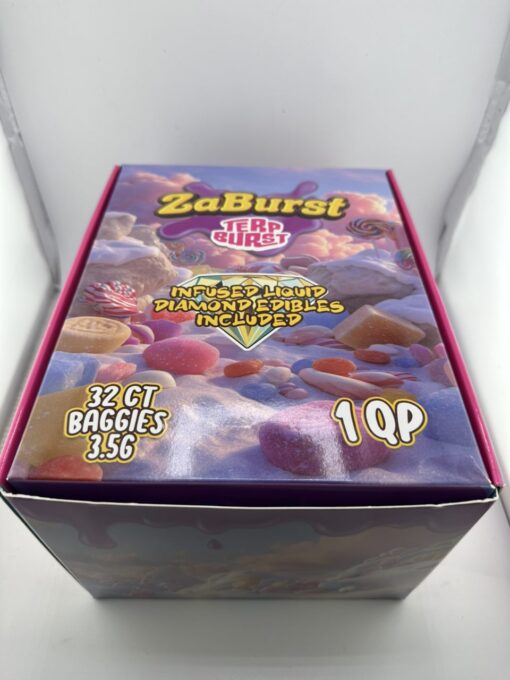 ZaBurst
TERP
BURST
INFUSED LIQUID
DIAMOND EDIBLES
INCLUDED
32 CT
BAGGIES
3.5G
1 QP